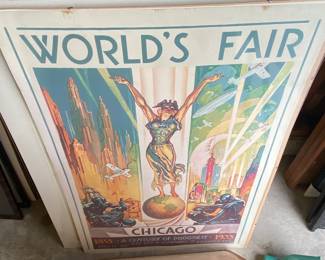 WORLD'S FAIR
CHICAGO
1833 · A CENTURY OF PROGRESS · 1933